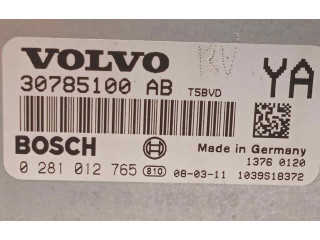 VOLVO
30785100 AB T5BVD YA
BOSCH Made in Germany
1376 0120
0 281 012 765 810 08-03-11 1039S18372